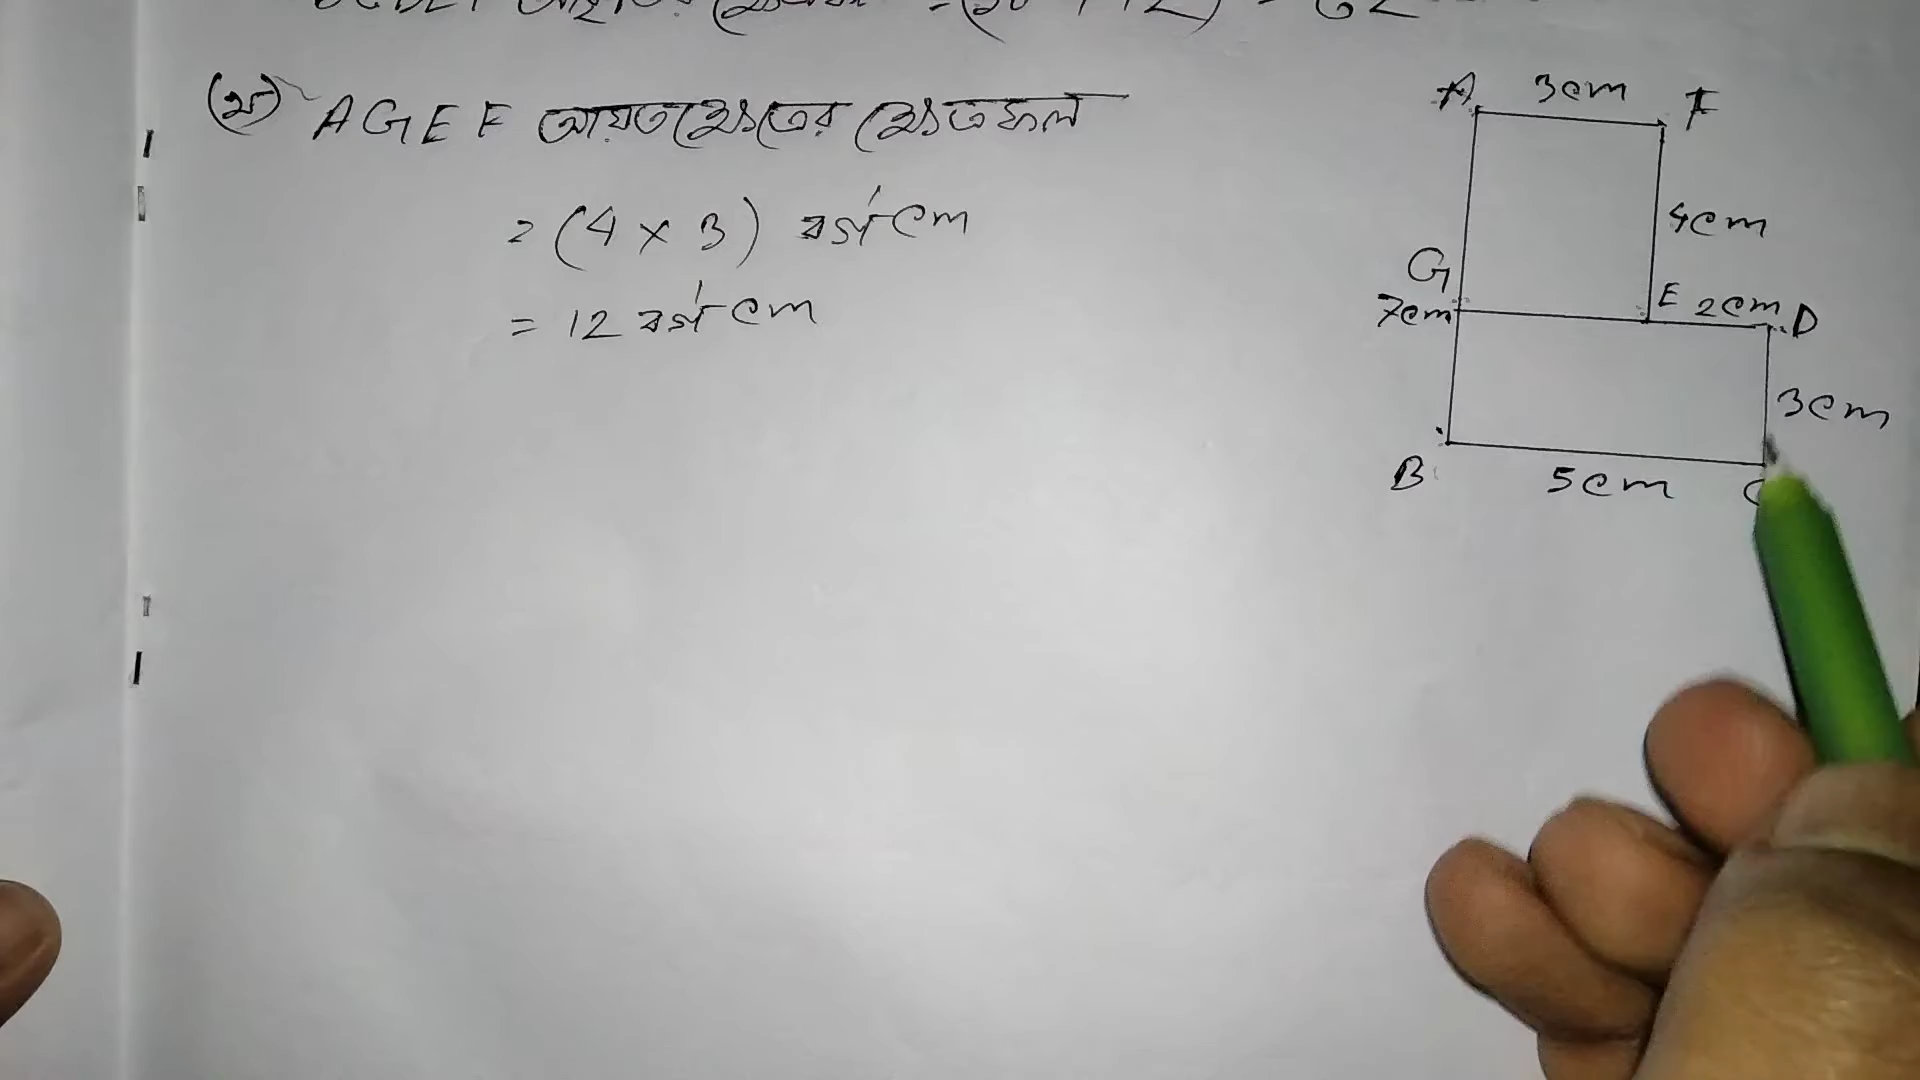 (খ) AGEF আয়তক্ষেত্রের ক্ষেত্রফল
= (4 × 3) বর্গ cm
= 12 বর্গ cm
A 3cm F
4cm
G
7cm E 2cm D
3cm
B 5cm C